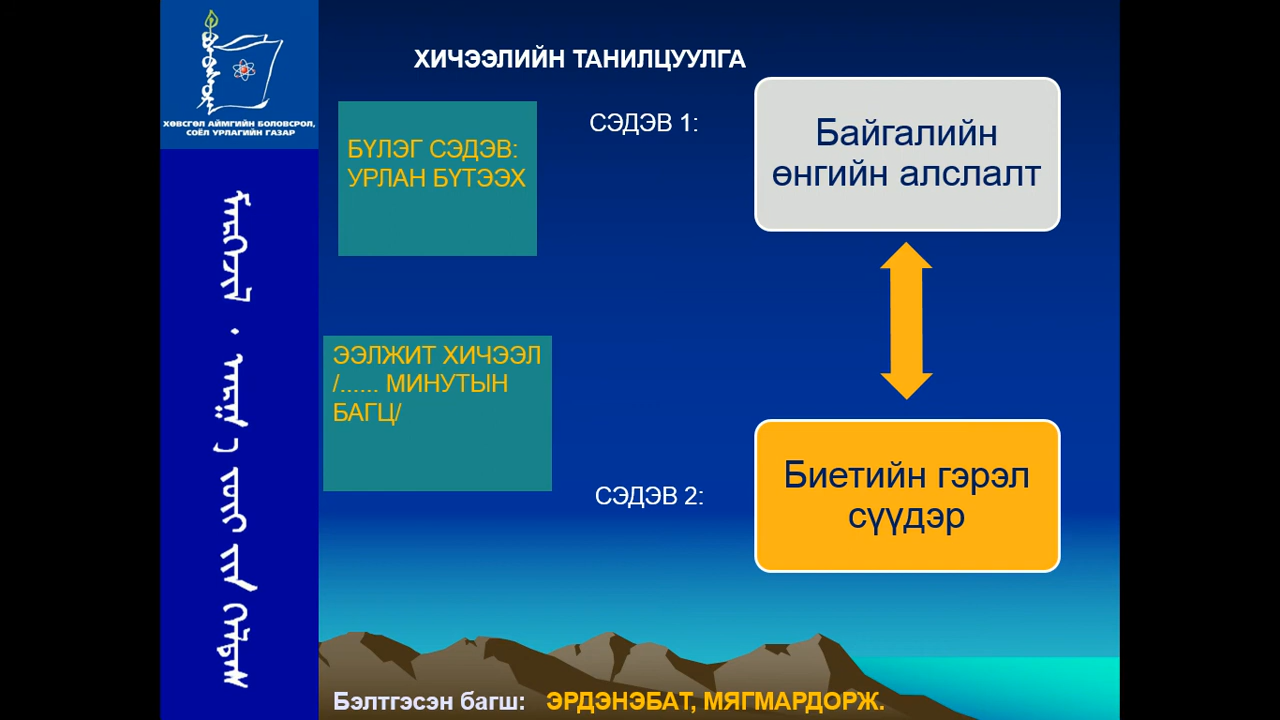 ХӨВСГӨЛ АЙМГИЙН БОЛОВСРОЛ,
СОЁЛ УРЛАГИЙН ГАЗАР
ХИЧЭЭЛИЙН ТАНИЛЦУУЛГА
БҮЛЭГ СЭДЭВ:
УРЛАН БҮТЭЭХ
СЭДЭВ 1:
Байгалийн
өнгийн алслалт
ЭЭЛЖИТ ХИЧЭЭЛ
/...... МИНУТЫН
БАГЦ/
СЭДЭВ 2:
Биетийн гэрэл
сүүдэр
Бэлтгэсэн багш: ЭРДЭНЭБАТ, МЯГМАРДОРЖ.